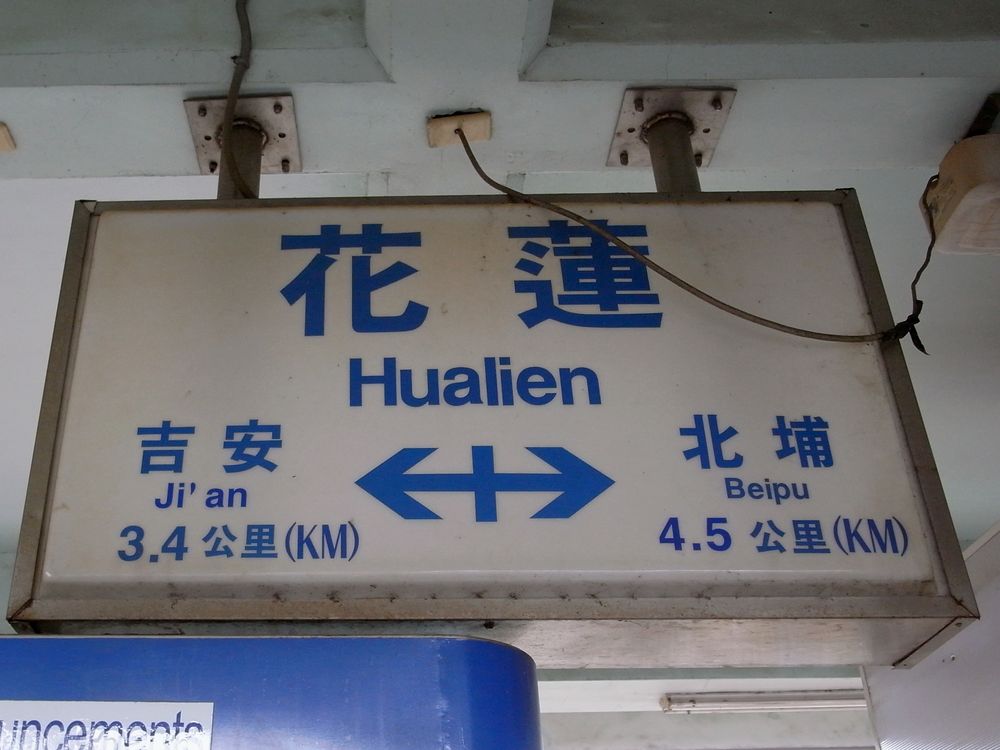 花蓮
Hualien
吉安
Ji'an
3.4 公里(KM)
北埔
Beipu
4.5 公里(KM)
uncements